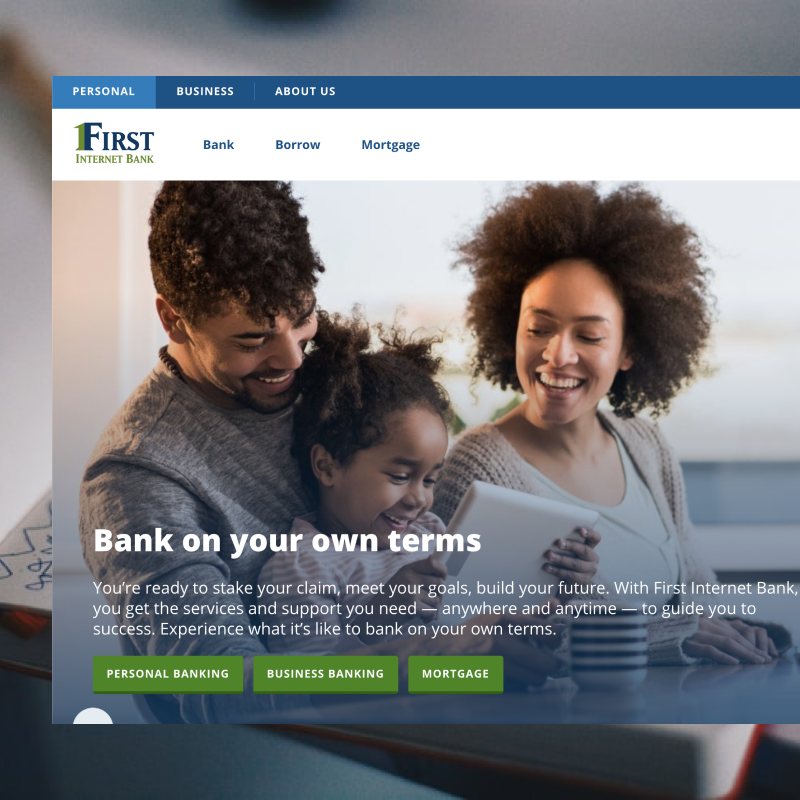 PERSONAL BUSINESS ABOUT US
1FIRST
INTERNET BANK
Bank Borrow Mortgage
Bank on your own terms
You’re ready to stake your claim, meet your goals, build your future. With First Internet Bank,
you get the services and support you need — anywhere and anytime — to guide you to
success. Experience what it’s like to bank on your own terms.
PERSONAL BANKING BUSINESS BANKING MORTGAGE